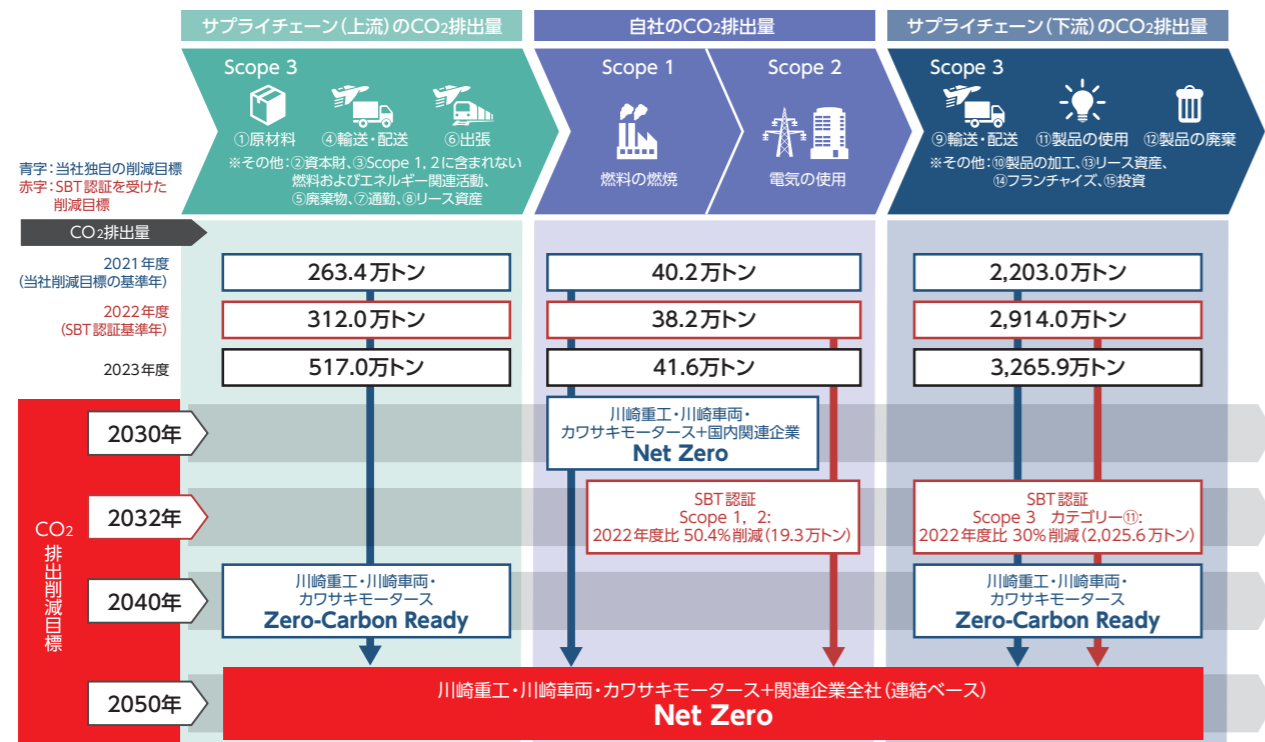 サプライチェーン（上流）のCO₂排出量
自社のCO₂排出量
サプライチェーン（下流）のCO₂排出量
Scope 3
①原材料
④輸送・配送
⑥出張
※その他：②資本財、③Scope 1, 2に含まれない
燃料およびエネルギー関連活動、
⑤廃棄物、⑦通勤、⑧リース資産
Scope 1
燃料の燃焼
Scope 2
電気の使用
Scope 3
⑨輸送・配送
⑪製品の使用
⑫製品の廃棄
※その他：⑩製品の加工、⑬リース資産、
⑭フランチャイズ、⑮投資
青字：当社独自の削減目標
赤字：SBT認証を受けた
削減目標
CO₂排出量
2021年度
（当社削減目標の基準年）
263.4万トン
40.2万トン
2,203.0万トン
2022年度
（SBT認証基準年）
312.0万トン
38.2万トン
2,914.0万トン
2023年度
517.0万トン
41.6万トン
3,265.9万トン
CO₂排出削減目標
2030年
川崎重工・川崎車両・
カワサキモータース＋国内関連企業
Net Zero
2032年
SBT認証
Scope 1, 2:
2022年度比 50.4%削減（19.3万トン）
SBT認証
Scope 3　カテゴリー⑪:
2022年度比 30%削減（2,025.6万トン）
2040年
川崎重工・川崎車両・
カワサキモータース
Zero-Carbon Ready
川崎重工・川崎車両・
カワサキモータース
Zero-Carbon Ready
2050年
川崎重工・川崎車両・カワサキモータース＋関連企業全社（連結ベース）
Net Zero